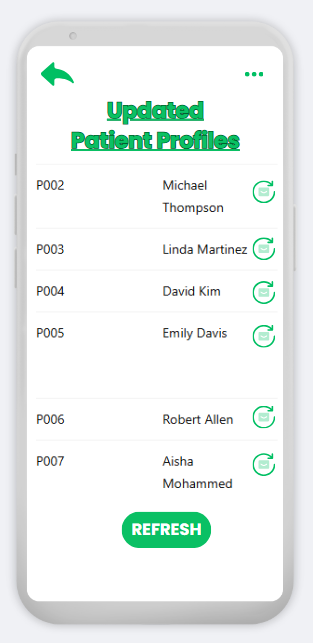 Updated
Patient Profiles
P002 Michael
Thompson
P003 Linda Martinez
P004 David Kim
P005 Emily Davis
P006 Robert Allen
P007 Aisha
Mohammed
REFRESH